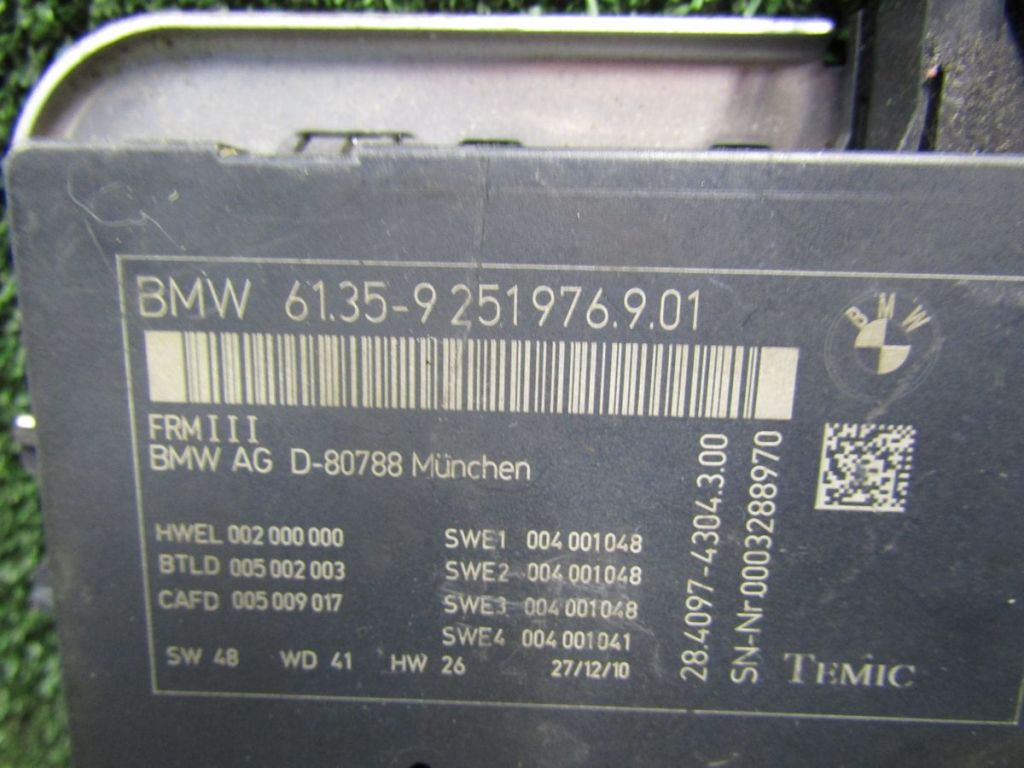 BMW 61.35-9 251976.9.01
BMW
FRMIII
BMW AG D-80788 München
HWEL 002 000 000
BTLD 005 002 003
CAFD 005 009 017
SWE1 004 001048
SWE2 004 001048
SWE3 004 001048
SWE4 004 001041
SW 48 WD 41 HW 26 27/12/10
28.4097-4304.3.00
SN-Nr0003288970
TEMIC